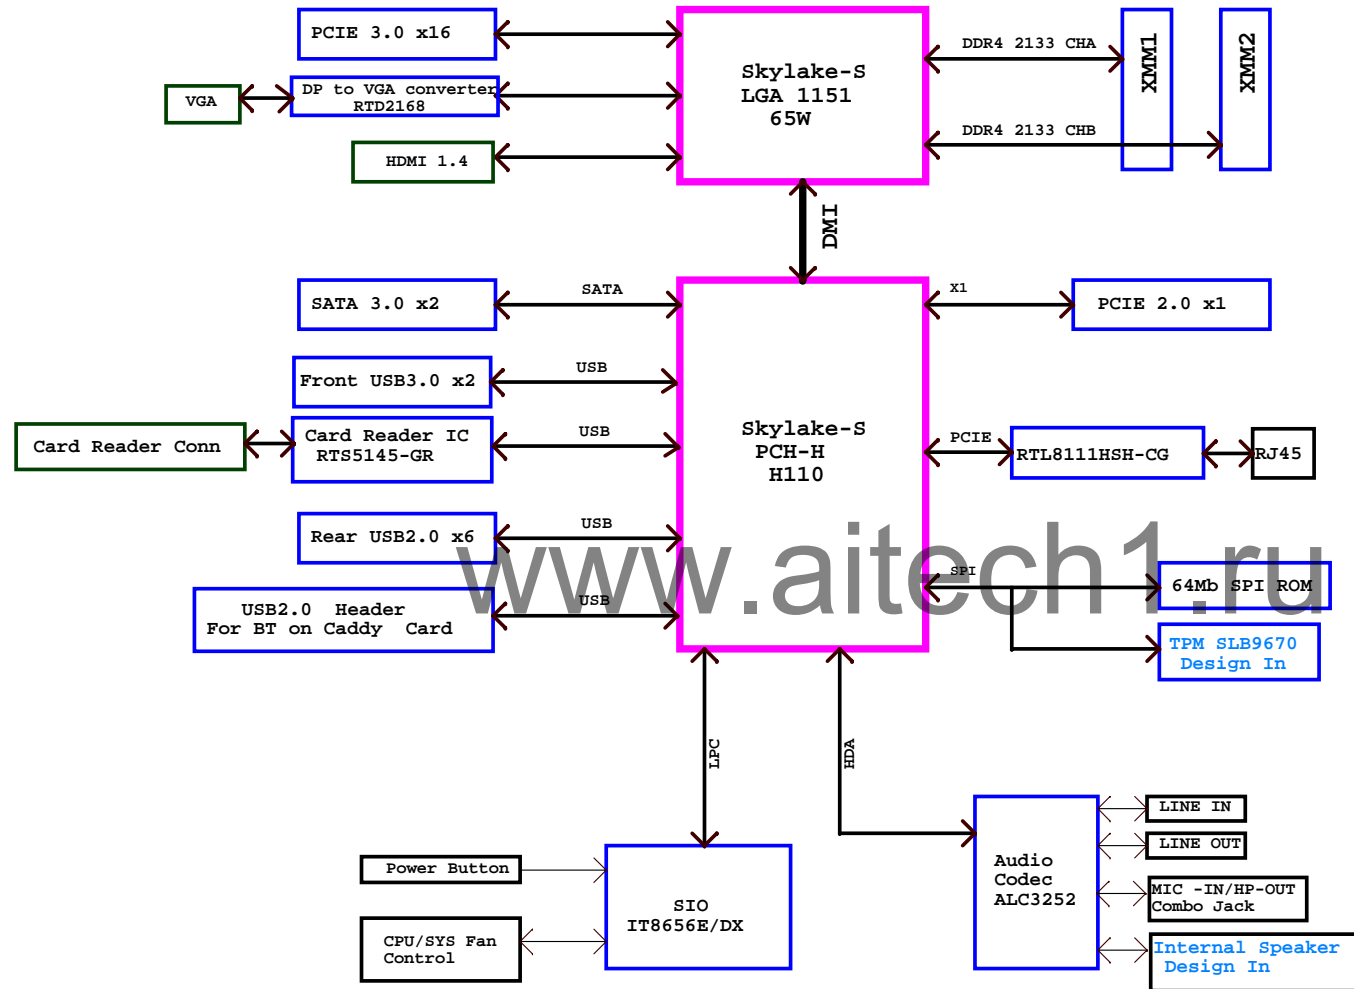 PCIE 3.0 x16
Skylake-S
LGA 1151
65W
DDR4 2133 CHA
XMM1
XMM2
VGA
DP to VGA converter
RTD2168
DDR4 2133 CHB
HDMI 1.4
DMI
SATA 3.0 x2
SATA
X1
PCIE 2.0 x1
Front USB3.0 x2
USB
Card Reader Conn
Card Reader IC
RTS5145-GR
USB
Skylake-S
PCH-H
H110
PCIE
RTL8111HSH-CG
RJ45
Rear USB2.0 x6
USB
www.aitech1.ru
SPI
64Mb SPI ROM
USB2.0 Header
For BT on Caddy Card
USB
TPM SLB9670
Design In
LPC
HDA
LINE IN
LINE OUT
Power Button
Audio
Codec
ALC3252
MIC -IN/HP-OUT
Combo Jack
SIO
IT8656E/DX
CPU/SYS Fan
Control
Internal Speaker
Design In